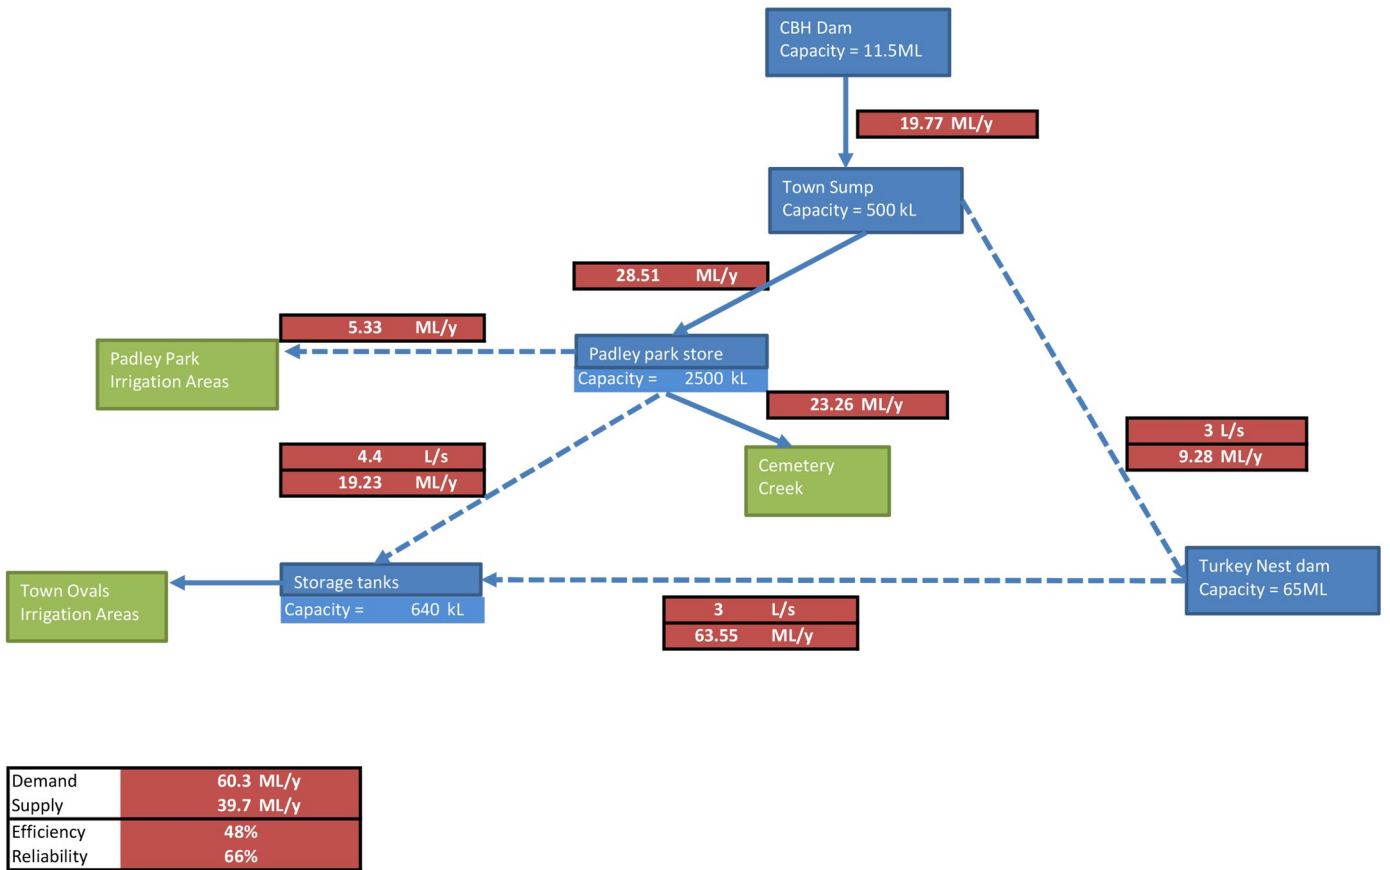 CBH Dam
Capacity = 11.5ML
19.77 ML/y
Town Sump
Capacity = 500 kL
28.51 ML/y
5.33 ML/y
Padley Park
Irrigation Areas
Padley park store
Capacity = 2500 kL
23.26 ML/y
3 L/s
9.28 ML/y
4.4 L/s
19.23 ML/y
Cemetery
Creek
Turkey Nest dam
Capacity = 65ML
Storage tanks
Capacity = 640 kL
Town Ovals
Irrigation Areas
3 L/s
63.55 ML/y
Demand 60.3 ML/y
Supply 39.7 ML/y
Efficiency 48%
Reliability 66%